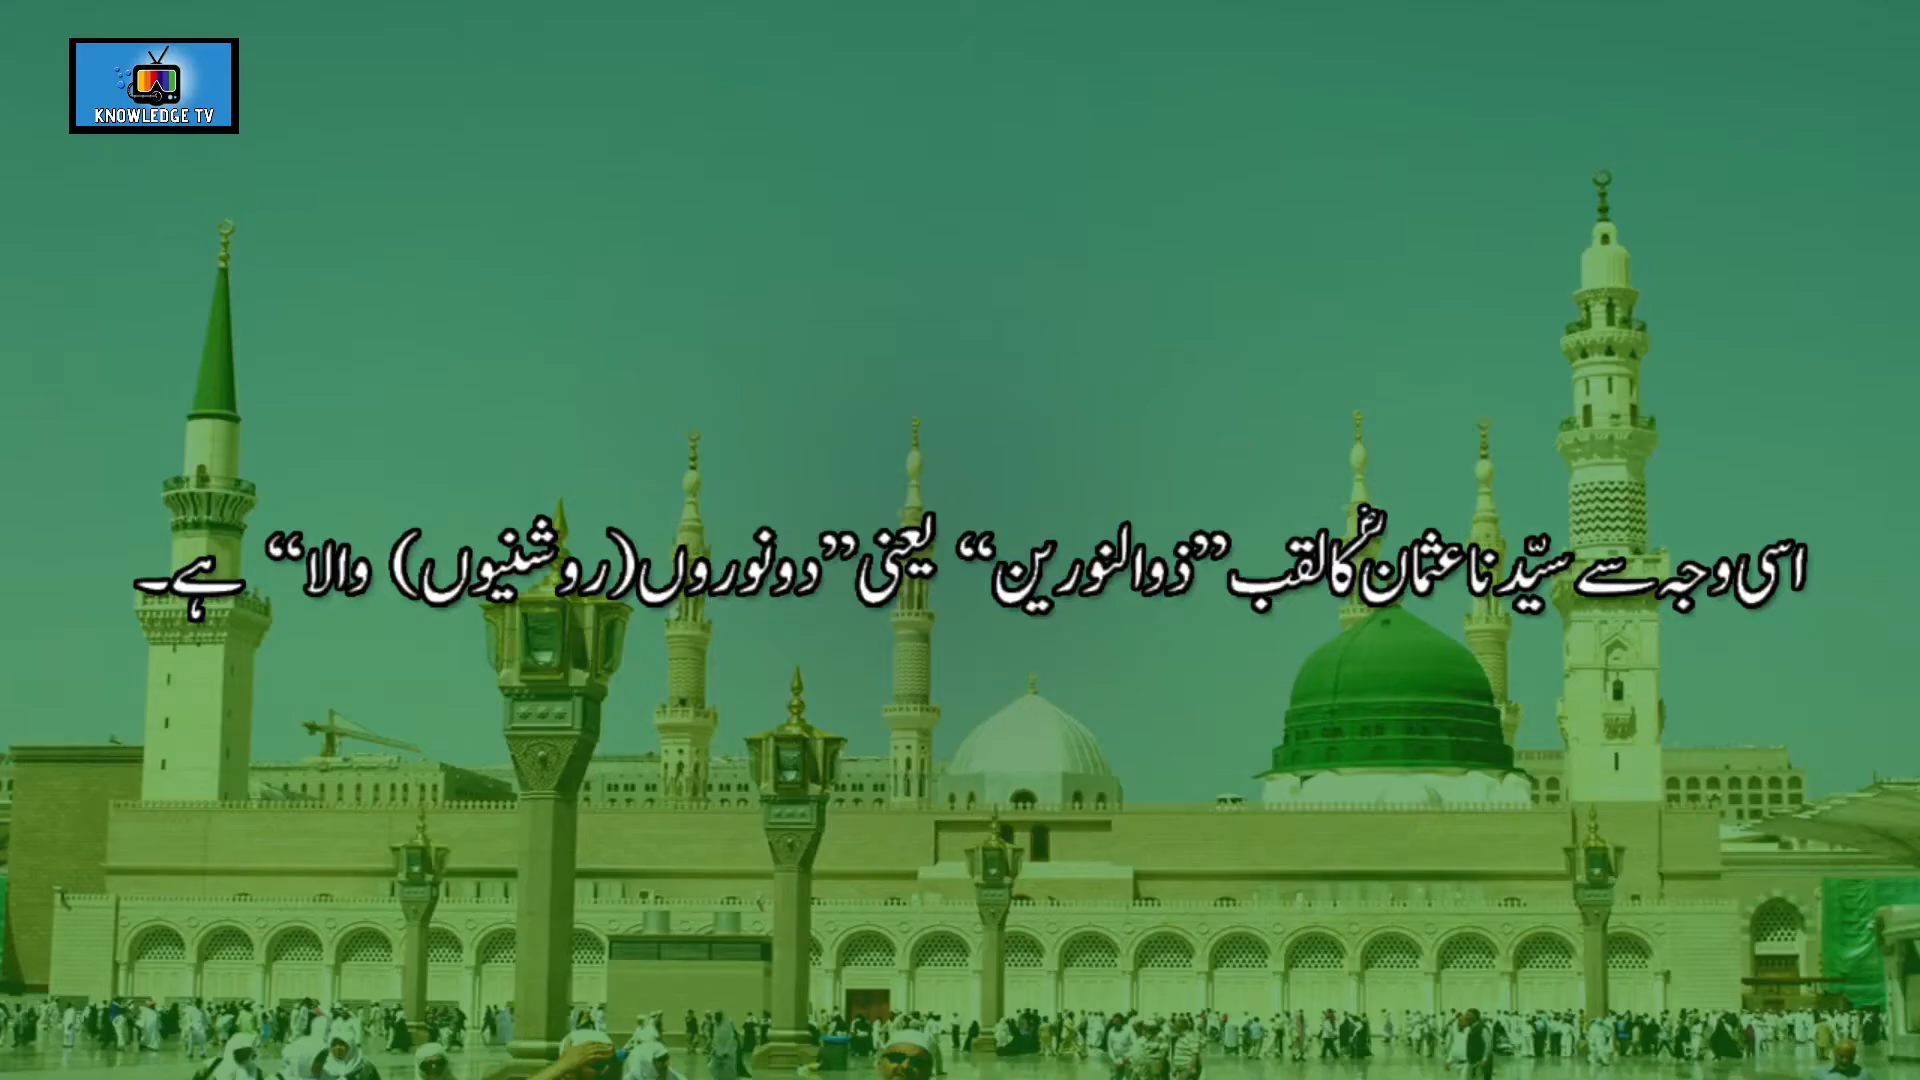 KNOWLEDGE TV
اسی وجہ سے سیّدنا عثمانؓ کا لقب ”ذوالنورین“ یعنی ”دو نوروں (روشنیوں) والا“ ہے۔